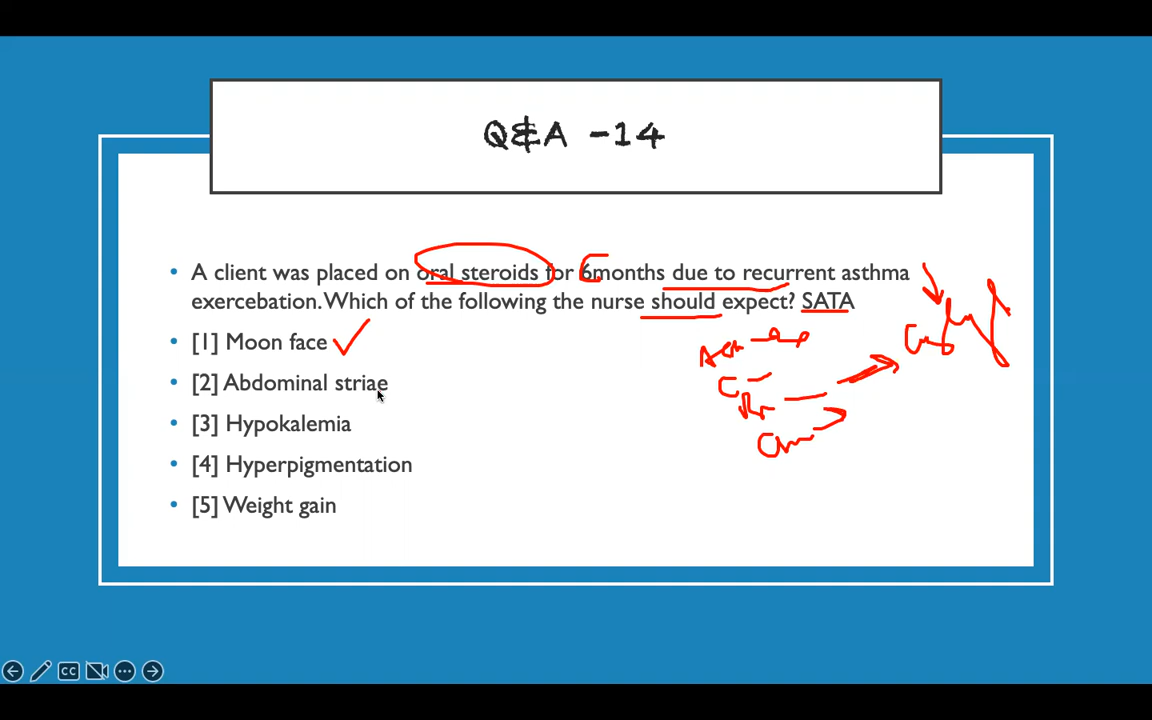 Q&A -14
• A client was placed on oral steroids for 6months due to recurrent asthma
exercebation. Which of the following the nurse should expect? SATA
• [1] Moon face
• [2] Abdominal striae
• [3] Hypokalemia
• [4] Hyperpigmentation
• [5] Weight gain
CC